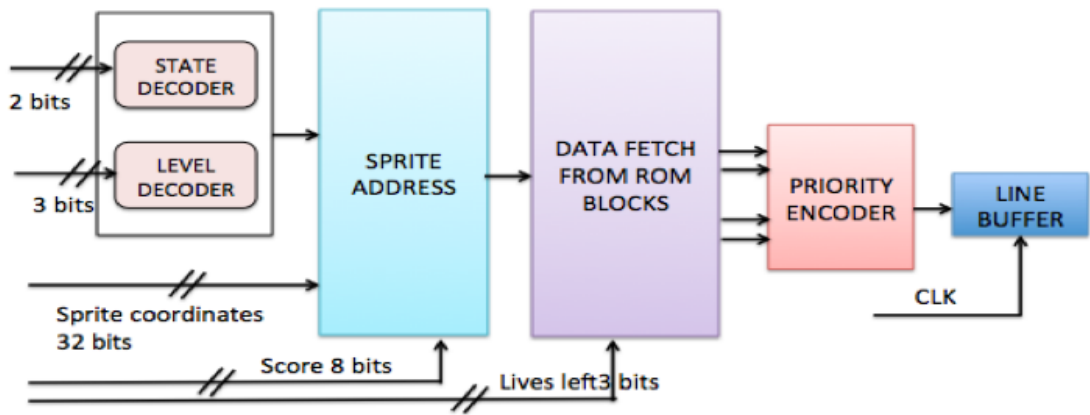 STATE
DECODER
2 bits
LEVEL
DECODER
3 bits
SPRITE
ADDRESS
DATA FETCH
FROM ROM
BLOCKS
PRIORITY
ENCODER
LINE
BUFFER
CLK
Sprite coordinates
32 bits
Score 8 bits
Lives left3 bits